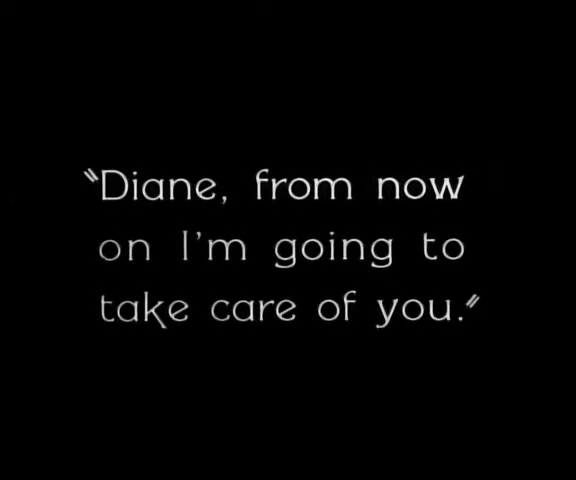 "Diane, from now
on I'm going to
take care of you."